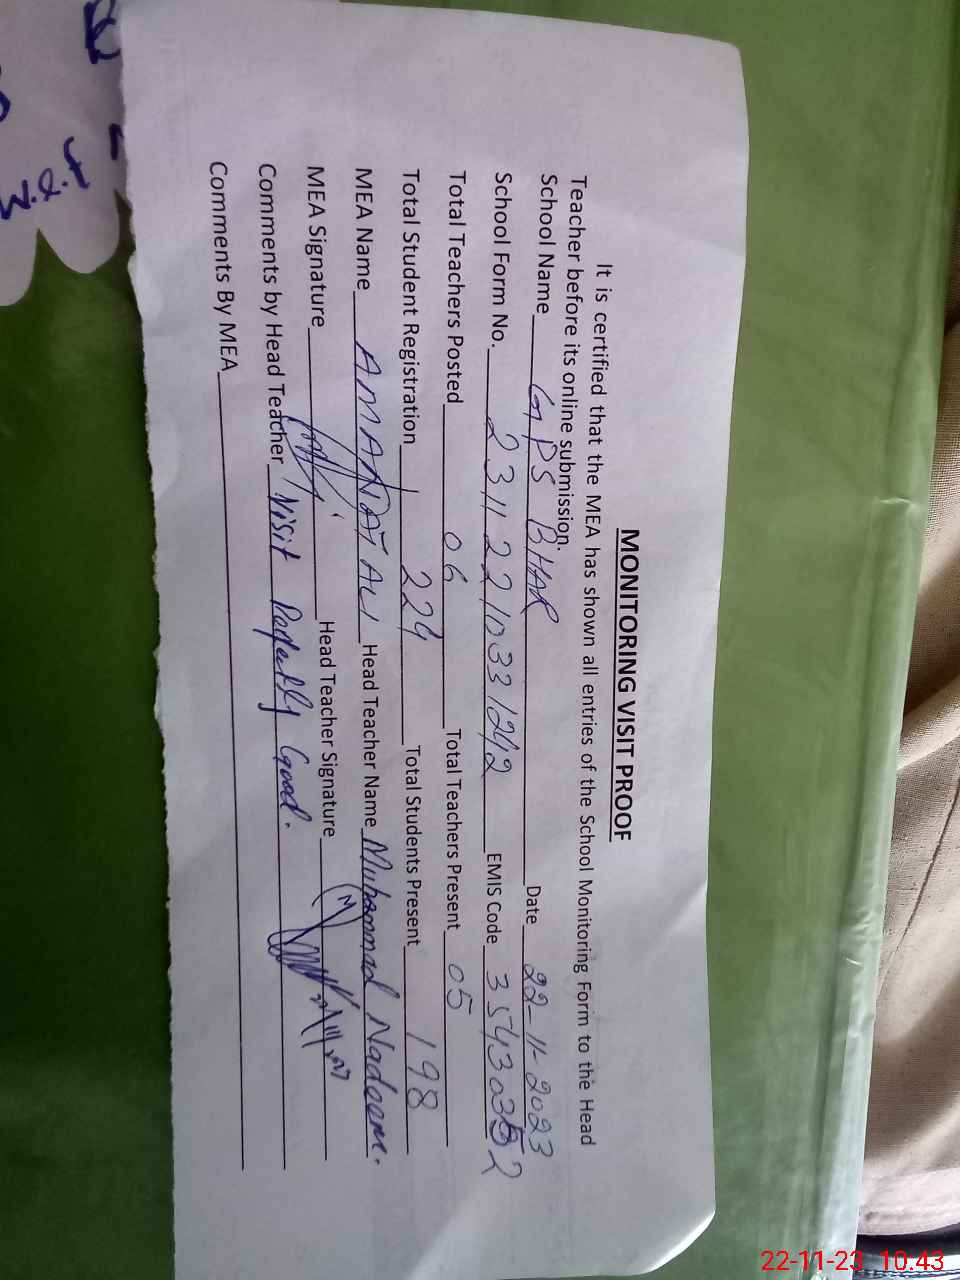 MONITORING VISIT PROOF
It is certified that the MEA has shown all entries of the School Monitoring Form to the Head
Teacher before its online submission.
School Name GPS BHAR Date 22-11-2023
School Form No. 23112210331242 EMIS Code
Total Teachers Posted 06 Total Teachers Present 05
Total Student Registration 224 Total Students Present 198
MEA Name AMANAT ALI Head Teacher Name Muhammad Nadeem.
MEA Signature Head Teacher Signature
Comments by Head Teacher Visit Good.
Comments By MEA
22-11-23 10.43